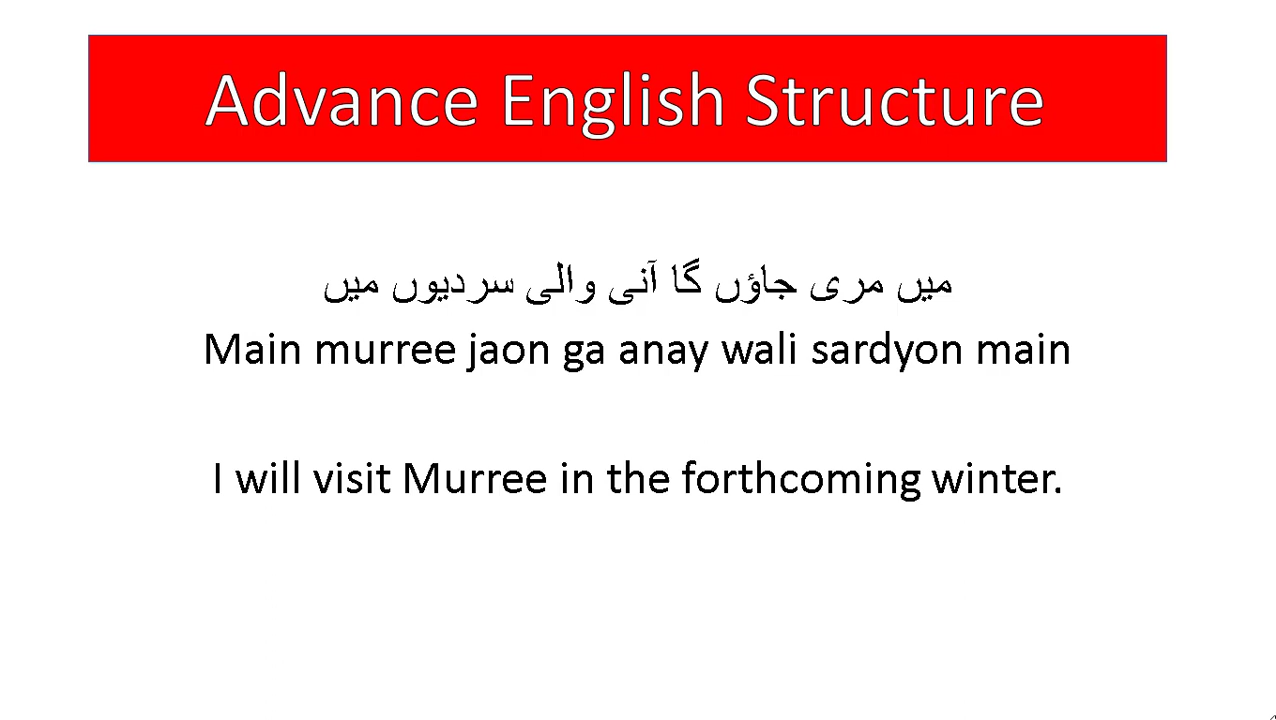 Advance English Structure
میں مری جاؤں گا آنی والی سردیوں میں
Main murree jaon ga anay wali sardyon main
I will visit Murree in the forthcoming winter.